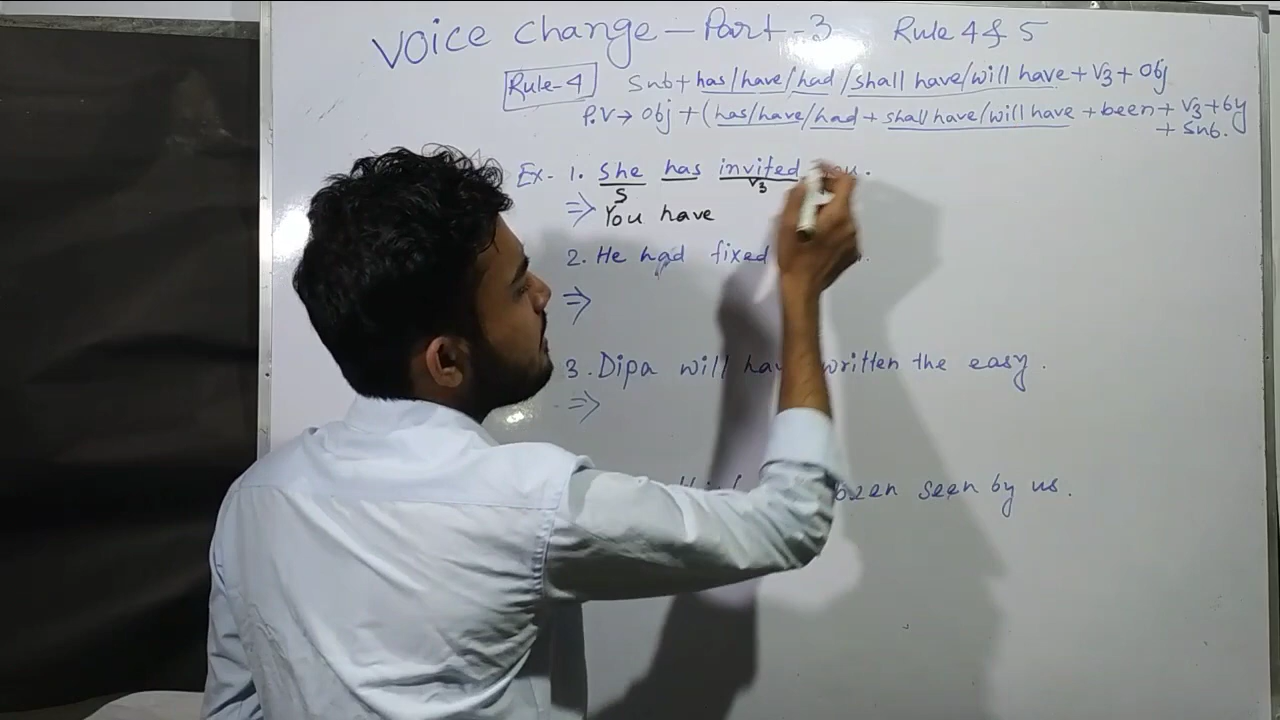 Voice change - Part-3 Rule 4 & 5
Rule-4 Sub + has/have/had/shall have/will have + V3 + Obj
P.V → Obj + (has/have/had + shall have/will have + been + V3 + by
+ Sub.
Ex- 1. She has invited
S V3
⇒ You have
2. He had fixed
⇒
3. Dipa will have written the easy.
⇒
been seen by us.